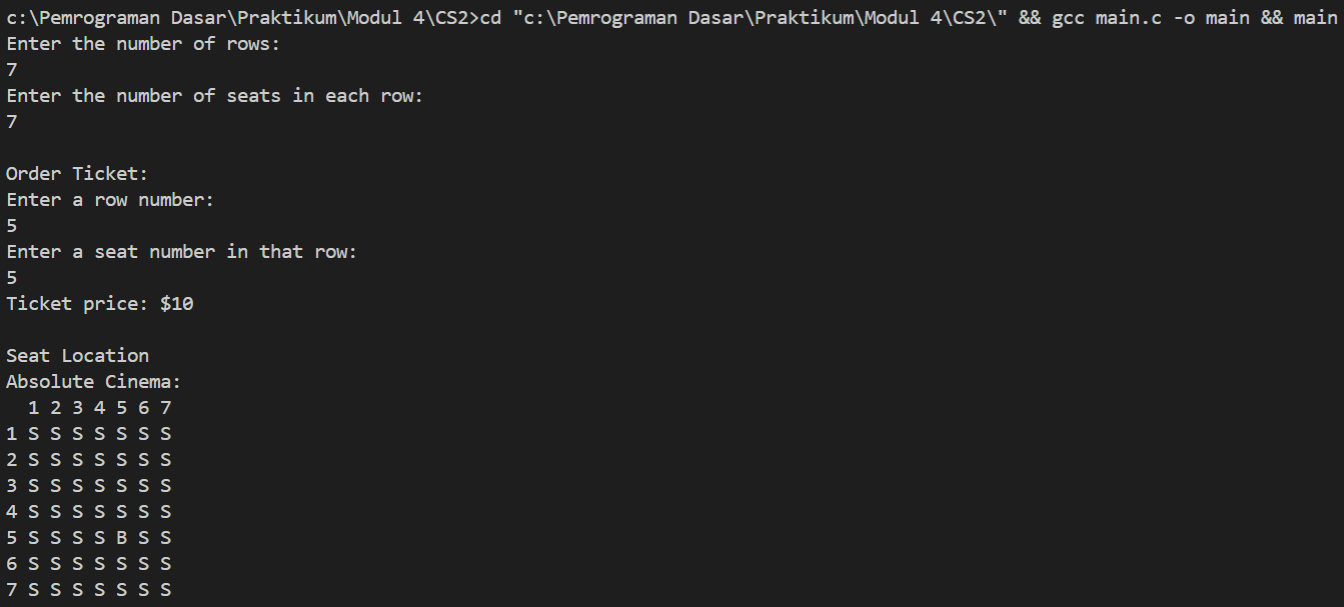 c:\Pemrograman Dasar\Praktikum\Modul 4\CS2>cd "c:\Pemrograman Dasar\Praktikum\Modul 4\CS2\" && gcc main.c -o main && main
Enter the number of rows:
7
Enter the number of seats in each row:
7

Order Ticket:
Enter a row number:
5
Enter a seat number in that row:
5
Ticket price: $10

Seat Location
Absolute Cinema:
  1 2 3 4 5 6 7
1 S S S S S S S
2 S S S S S S S
3 S S S S S S S
4 S S S S S S S
5 S S S S B S S
6 S S S S S S S
7 S S S S S S S